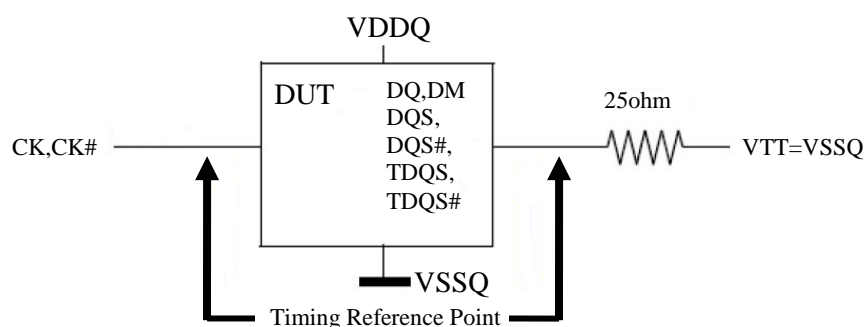 VDDQ
DUT
DQ,DM
DQS,
DQS#,
TDQS,
TDQS#
25ohm
CK,CK#
VTT=VSSQ
VSSQ
Timing Reference Point